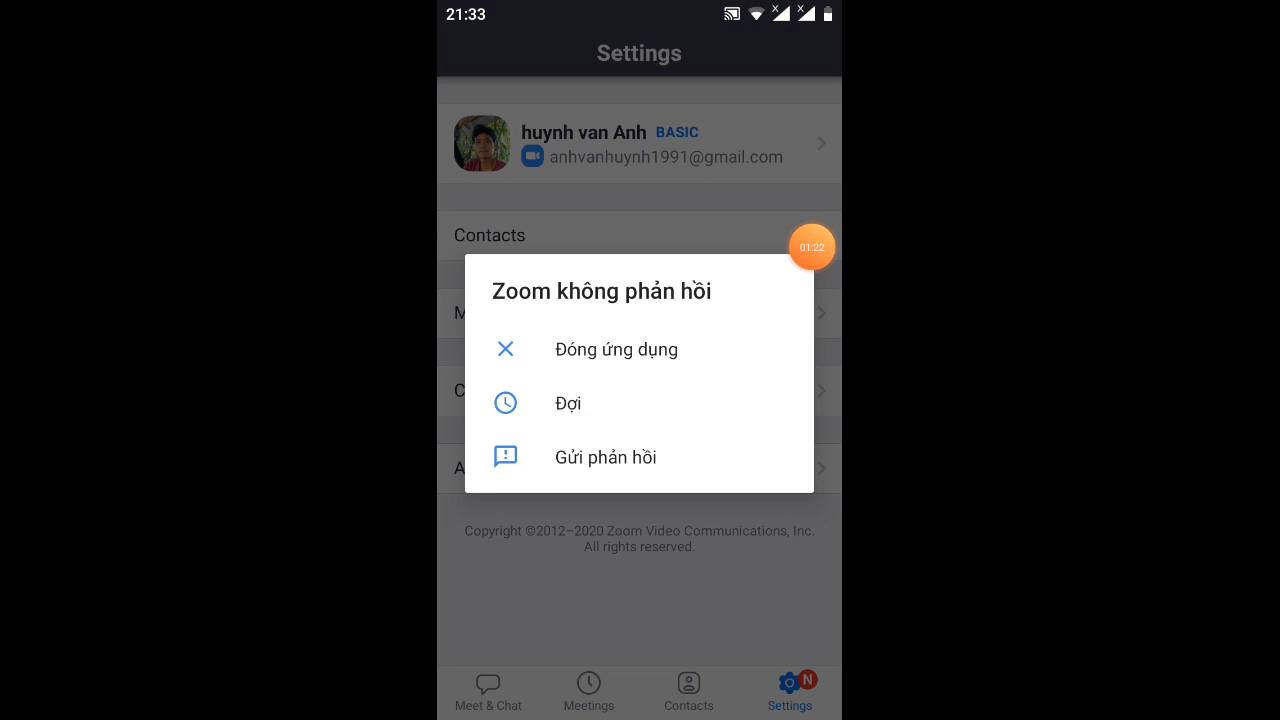 21:33
Settings
huynh van Anh BASIC
anhvanhuynh1991@gmail.com
Contacts
01:22
Zoom không phản hồi
M
Đóng ứng dụng
C
Đợi
Gửi phản hồi
A
Copyright ©2012–2020 Zoom Video Communications, Inc.
All rights reserved.
N
Meet & Chat Meetings Contacts Settings